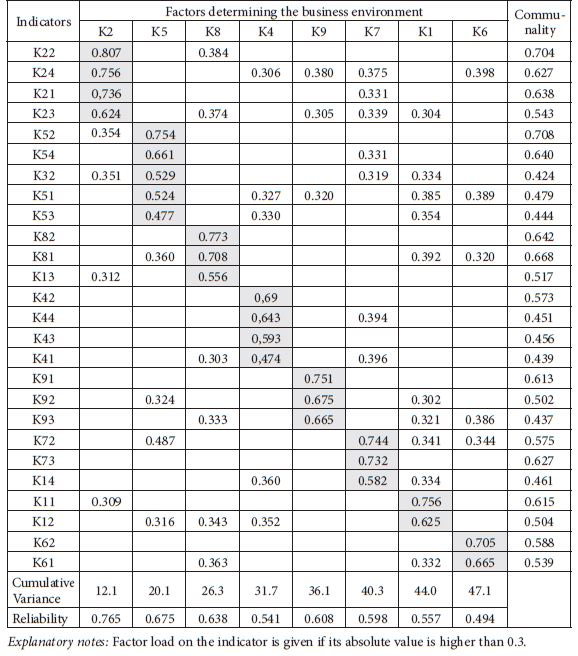 Indicators Factors determining the business environment Commu-nality
K2 K5 K8 K4 K9 K7 K1 K6
K22 0.807 0.384 0.704
K24 0.756 0.306 0.380 0.375 0.398 0.627
K21 0,736 0.331 0.638
K23 0.624 0.374 0.305 0.339 0.304 0.543
K52 0.354 0.754 0.708
K54 0.661 0.331 0.640
K32 0.351 0.529 0.319 0.334 0.424
K51 0.524 0.327 0.320 0.385 0.389 0.479
K53 0.477 0.330 0.354 0.444
K82 0.773 0.642
K81 0.360 0.708 0.392 0.320 0.668
K13 0.312 0.556 0.517
K42 0,69 0.573
K44 0,643 0.394 0.451
K43 0,593 0.456
K41 0.303 0,474 0.396 0.439
K91 0.751 0.613
K92 0.324 0.675 0.302 0.502
K93 0.333 0.665 0.321 0.386 0.437
K72 0.487 0.744 0.341 0.344 0.575
K73 0.732 0.627
K14 0.360 0.582 0.334 0.461
K11 0.309 0.756 0.615
K12 0.316 0.343 0.352 0.625 0.504
K62 0.705 0.588
K61 0.363 0.332 0.665 0.539
Cumulative Variance 12.1 20.1 26.3 31.7 36.1 40.3 44.0 47.1
Reliability 0.765 0.675 0.638 0.541 0.608 0.598 0.557 0.494
Explanatory notes: Factor load on the indicator is given if its absolute value is higher than 0.3.